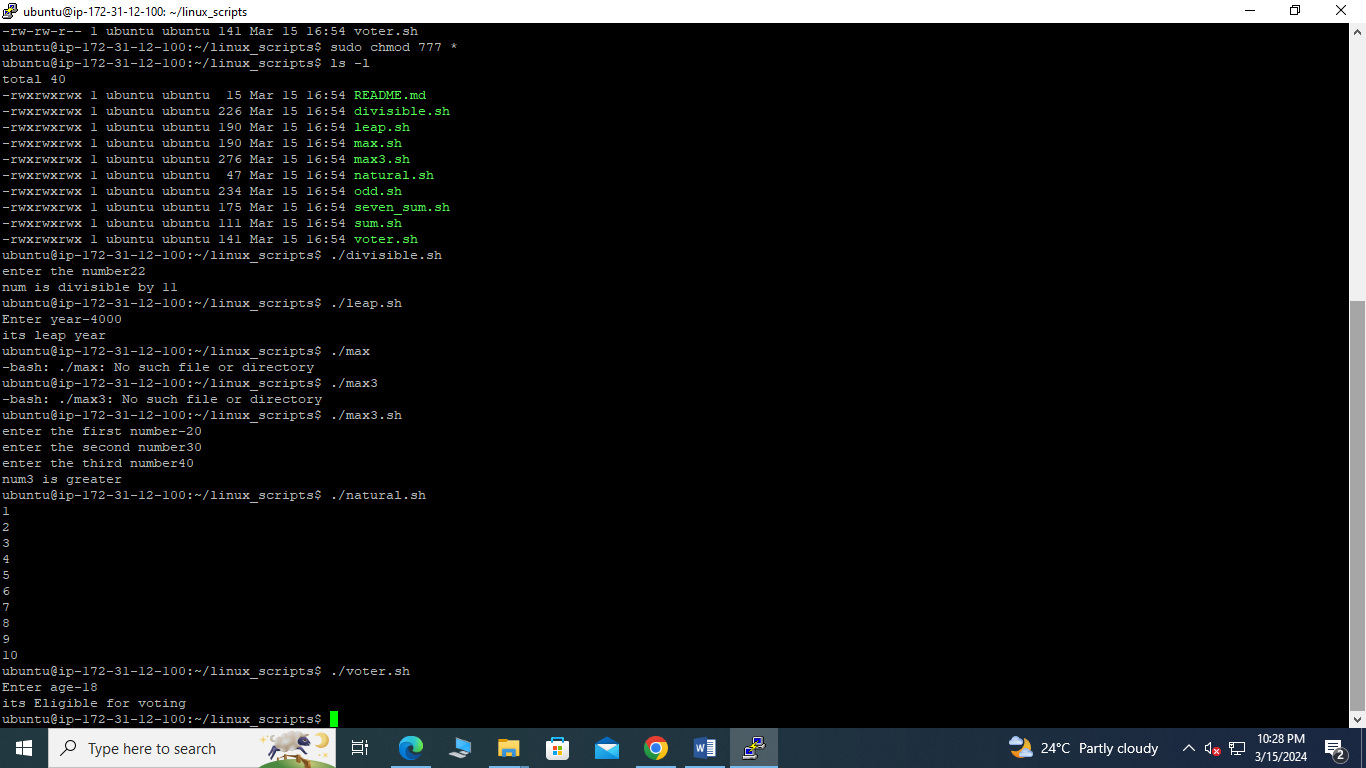 ubuntu@ip-172-31-12-100: ~/linux_scripts
-rw-rw-r-- 1 ubuntu ubuntu 141 Mar 15 16:54 voter.sh
ubuntu@ip-172-31-12-100:~/linux_scripts$ sudo chmod 777 *
ubuntu@ip-172-31-12-100:~/linux_scripts$ ls -l
total 40
-rwxrwxrwx 1 ubuntu ubuntu  15 Mar 15 16:54 README.md
-rwxrwxrwx 1 ubuntu ubuntu 226 Mar 15 16:54 divisible.sh
-rwxrwxrwx 1 ubuntu ubuntu 190 Mar 15 16:54 leap.sh
-rwxrwxrwx 1 ubuntu ubuntu 190 Mar 15 16:54 max.sh
-rwxrwxrwx 1 ubuntu ubuntu 276 Mar 15 16:54 max3.sh
-rwxrwxrwx 1 ubuntu ubuntu  47 Mar 15 16:54 natural.sh
-rwxrwxrwx 1 ubuntu ubuntu 234 Mar 15 16:54 odd.sh
-rwxrwxrwx 1 ubuntu ubuntu 175 Mar 15 16:54 seven_sum.sh
-rwxrwxrwx 1 ubuntu ubuntu 111 Mar 15 16:54 sum.sh
-rwxrwxrwx 1 ubuntu ubuntu 141 Mar 15 16:54 voter.sh
ubuntu@ip-172-31-12-100:~/linux_scripts$ ./divisible.sh
enter the number22
num is divisible by 11
ubuntu@ip-172-31-12-100:~/linux_scripts$ ./leap.sh
Enter year-4000
its leap year
ubuntu@ip-172-31-12-100:~/linux_scripts$ ./max
-bash: ./max: No such file or directory
ubuntu@ip-172-31-12-100:~/linux_scripts$ ./max3
-bash: ./max3: No such file or directory
ubuntu@ip-172-31-12-100:~/linux_scripts$ ./max3.sh
enter the first number-20
enter the second number30
enter the third number40
num3 is greater
ubuntu@ip-172-31-12-100:~/linux_scripts$ ./natural.sh
1
2
3
4
5
6
7
8
9
10
ubuntu@ip-172-31-12-100:~/linux_scripts$ ./voter.sh
Enter age-18
its Eligible for voting
ubuntu@ip-172-31-12-100:~/linux_scripts$
Type here to search
24°C Partly cloudy
10:28 PM
3/15/2024
2